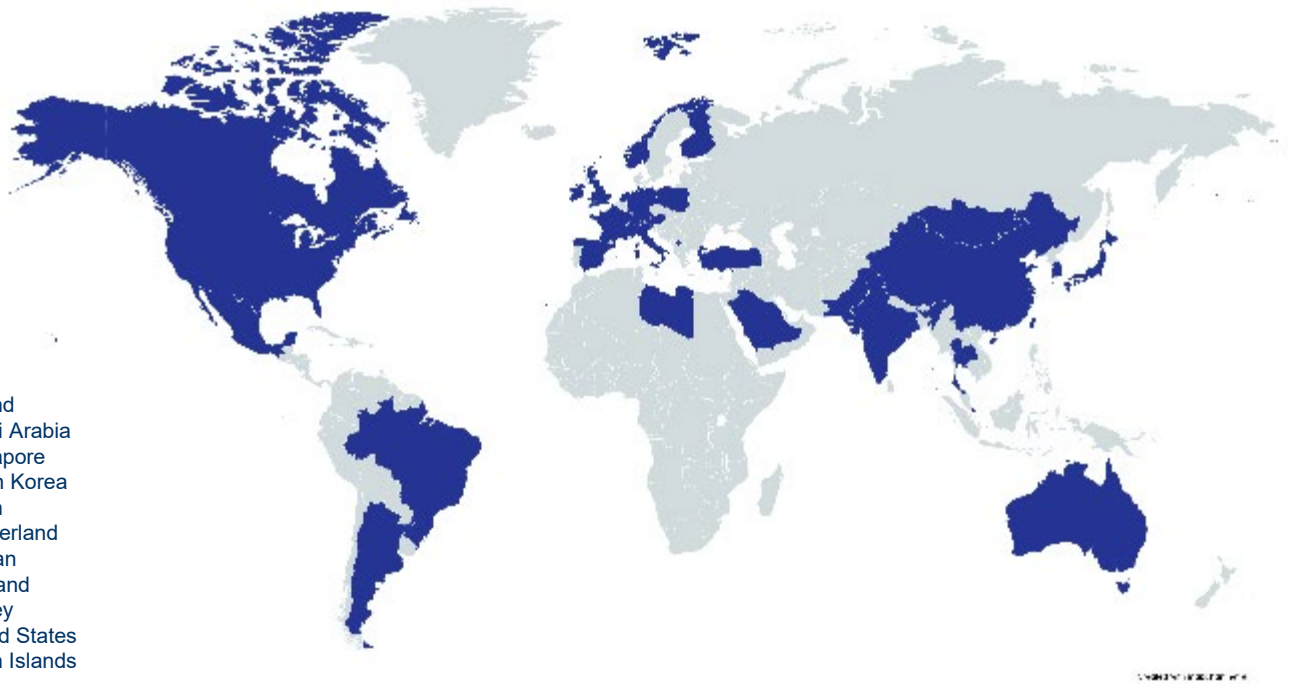 nd
i Arabia
apore
h Korea
n
erland
an
and
ey
d States
n Islands